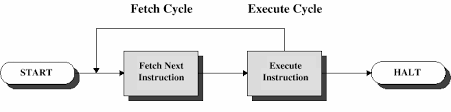 Fetch Cycle
Execute Cycle
START
Fetch Next
Instruction
Execute
Instruction
HALT